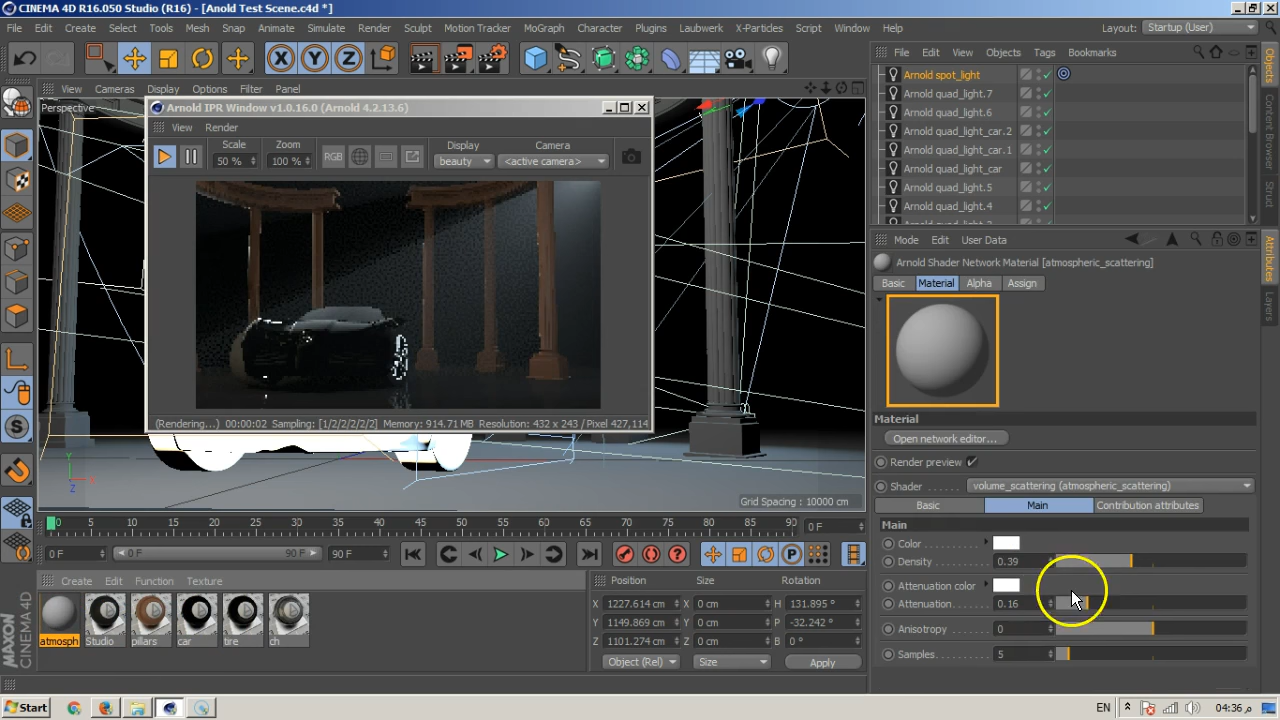 CINEMA 4D R16.050 Studio (R16) - [Anold Test Scene.c4d *]
File Edit Create Select Tools Mesh Snap Animate Simulate Render Sculpt Motion Tracker MoGraph Character Plugins Laubwerk X-Particles Script Window Layout: Startup (User)
File Edit View Objects Tags Bookmarks
X Y Z
View Cameras Display Options Filter Panel
Perspective
Arnold IPR Window v1.0.16.0 (Arnold 4.2.13.6)
View Render
Scale Zoom Display Camera
50 % 100 % RGB beauty <active camera>
(Rendering...) 00:00:02 Sampling: [1/2/2/2/2/2] Memory: 914.71 MB Resolution: 432 x 243 / Pixel 427,114
Grid Spacing : 10000 cm
Y
X
Z
Arnold spot_light
Arnold quad_light.7
Arnold quad_light.6
Arnold quad_light_car.2
Arnold quad_light_car.1
Arnold quad_light_car
Arnold quad_light.5
Arnold quad_light.4
Objects
Content Browser
Struct
Attributes
Layers
Mode Edit User Data
Arnold Shader Network Material [atmospheric_scattering]
Basic Material Alpha Assign
Material
Open network editor...
Render preview
Shader volume_scattering (atmospheric_scattering)
Basic Main Contribution attributes
Main
Color
Density 0.39
Attenuation color
Attenuation 0.16
Anisotropy 0
Samples 5
0 5 10 15 20 25 30 35 40 45 50 55 60 65 70 75 80 85 90 0 F
0 F 0 F 90 F 90 F
Create Edit Function Texture
atmosph Studio pillars car tire ch
Position Size Rotation
X 1227.614 cm X 0 cm H 131.895 °
Y 1149.869 cm Y 0 cm P -32.242 °
Z 1101.274 cm Z 0 cm B 0 °
Object (Rel) Size Apply
MAXON CINEMA 4D
Start EN 04:36 م